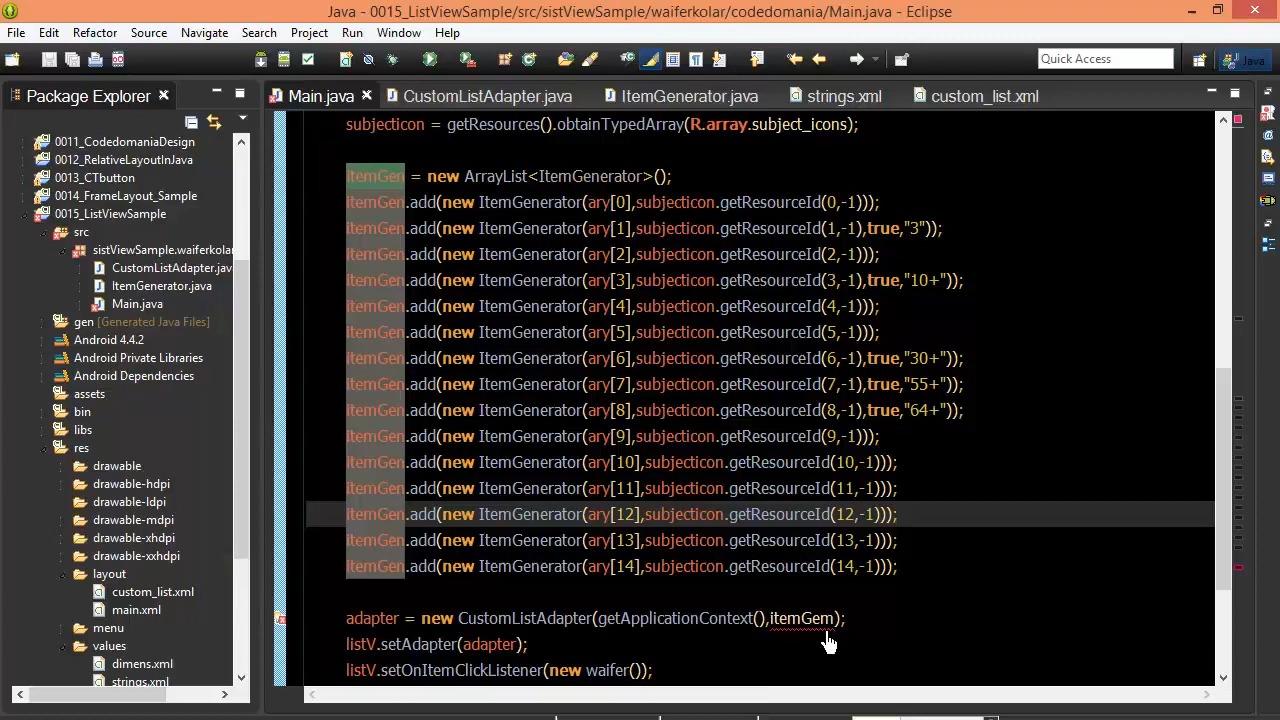 Java - 0015_ListViewSample/src/sistViewSample/waiferkolar/codedomania/Main.java - Eclipse
File Edit Refactor Source Navigate Search Project Run Window Help
Quick Access
Java
Package Explorer
Main.java CustomListAdapter.java ItemGenerator.java strings.xml custom_list.xml
0011_CodedomaniaDesign
0012_RelativeLayoutInJava
0013_CTbutton
0014_FrameLayout_Sample
0015_ListViewSample
src
sistViewSample.waiferkolar
CustomListAdapter.jav
ItemGenerator.java
Main.java
gen [Generated Java Files]
Android 4.4.2
Android Private Libraries
Android Dependencies
assets
bin
libs
res
drawable
drawable-hdpi
drawable-ldpi
drawable-mdpi
drawable-xhdpi
drawable-xxhdpi
layout
custom_list.xml
main.xml
menu
values
dimens.xml
strings.xml
subjecticon = getResources().obtainTypedArray(R.array.subject_icons);
itemGen = new ArrayList<ItemGenerator>();
itemGen.add(new ItemGenerator(ary[0],subjecticon.getResourceId(0,-1)));
itemGen.add(new ItemGenerator(ary[1],subjecticon.getResourceId(1,-1),true,"3"));
itemGen.add(new ItemGenerator(ary[2],subjecticon.getResourceId(2,-1)));
itemGen.add(new ItemGenerator(ary[3],subjecticon.getResourceId(3,-1),true,"10+"));
itemGen.add(new ItemGenerator(ary[4],subjecticon.getResourceId(4,-1)));
itemGen.add(new ItemGenerator(ary[5],subjecticon.getResourceId(5,-1)));
itemGen.add(new ItemGenerator(ary[6],subjecticon.getResourceId(6,-1),true,"30+"));
itemGen.add(new ItemGenerator(ary[7],subjecticon.getResourceId(7,-1),true,"55+"));
itemGen.add(new ItemGenerator(ary[8],subjecticon.getResourceId(8,-1),true,"64+"));
itemGen.add(new ItemGenerator(ary[9],subjecticon.getResourceId(9,-1)));
itemGen.add(new ItemGenerator(ary[10],subjecticon.getResourceId(10,-1)));
itemGen.add(new ItemGenerator(ary[11],subjecticon.getResourceId(11,-1)));
itemGen.add(new ItemGenerator(ary[12],subjecticon.getResourceId(12,-1)));
itemGen.add(new ItemGenerator(ary[13],subjecticon.getResourceId(13,-1)));
itemGen.add(new ItemGenerator(ary[14],subjecticon.getResourceId(14,-1)));
adapter = new CustomListAdapter(getApplicationContext(),itemGem);
listV.setAdapter(adapter);
listV.setOnItemClickListener(new waifer());